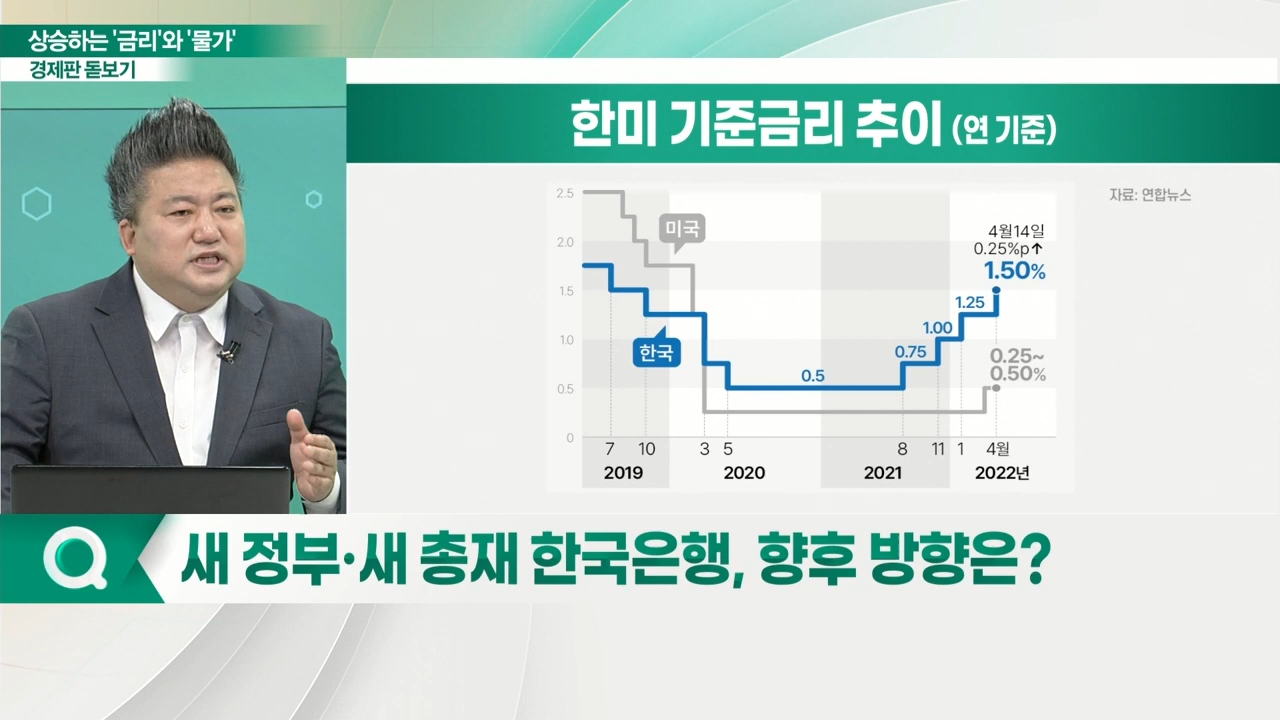 상승하는 '금리'와 '물가'
경제판 돋보기
한미 기준금리 추이 (연 기준)
자료: 연합뉴스
2.5
2.0
1.5
1.0
0.5
0
미국
한국
0.5
0.75
1.00
1.25
4월14일
0.25%p↑
1.50%
0.25~
0.50%
7 10 3 5 8 11 1 4월
2019 2020 2021 2022년
Q
새 정부·새 총재 한국은행, 향후 방향은?